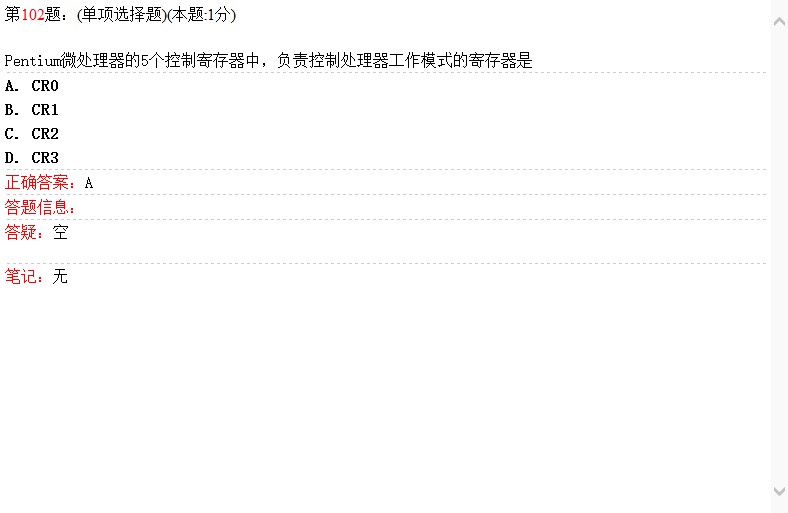 第102题：(单项选择题)(本题:1分)
Pentium微处理器的5个控制寄存器中，负责控制处理器工作模式的寄存器是
A. CR0
B. CR1
C. CR2
D. CR3
正确答案：A
答题信息：
答疑：空
笔记：无